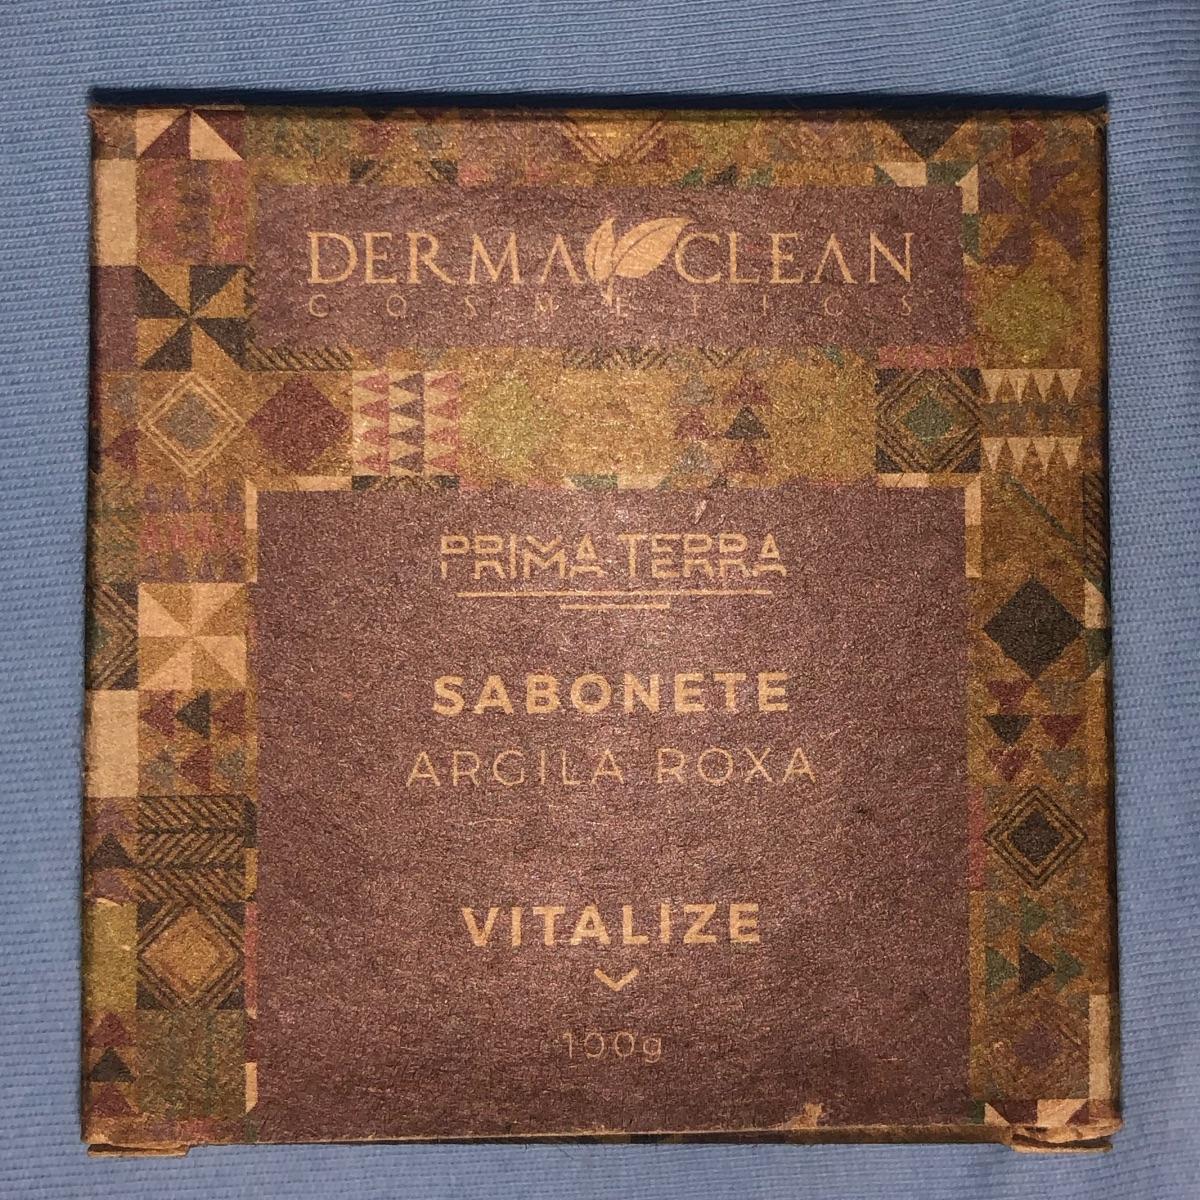 DERMA CLEAN
COSMETICS
PRIMA TERRA
SABONETE
ARGILA ROXA
VITALIZE
100g